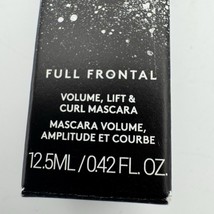 FULL FRONTAL
VOLUME, LIFT &
CURL MASCARA
MASCARA VOLUME,
AMPLITUDE ET COURBE
12.5ML/0.42 FL. OZ.